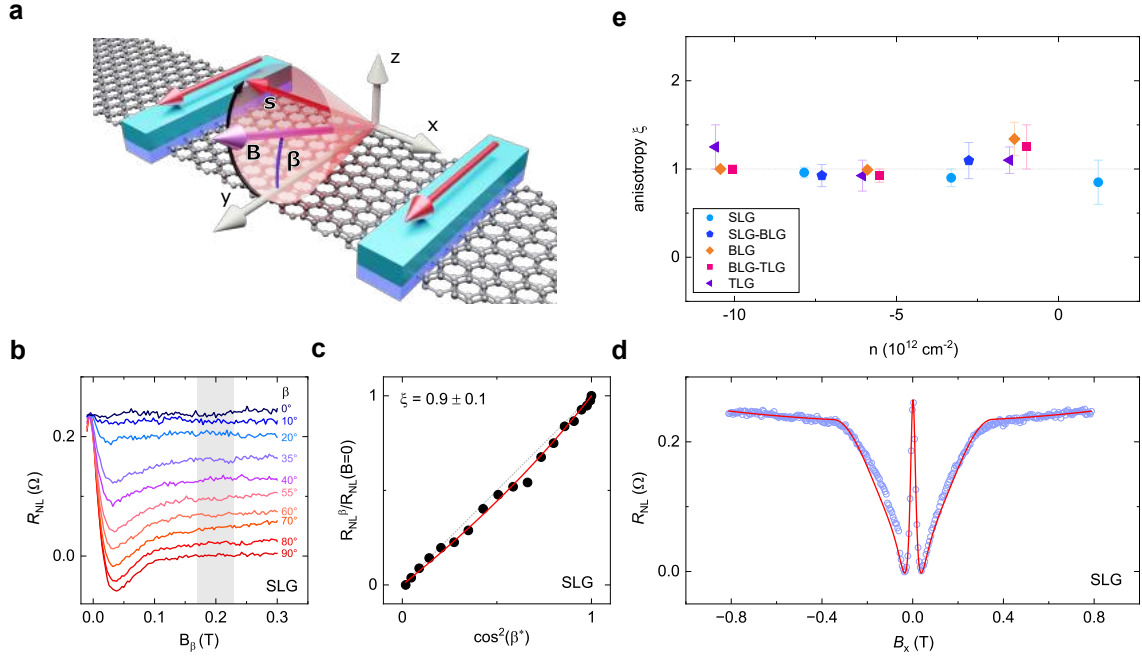 a
z
x
s
B
β
y
e
anisotropy ξ
2
1
0
SLG
SLG-BLG
BLG
BLG-TLG
TLG
-10
-5
0
n (10¹² cm⁻²)
b
R_NL (Ω)
0.2
0.0
β
0°
10°
20°
35°
40°
55°
60°
70°
80°
90°
SLG
0.0
0.1
0.2
0.3
B_β (T)
c
R_NL^β/R_NL(B=0)
1
0
ξ = 0.9 ± 0.1
SLG
0
1
cos²(β*)
d
R_NL (Ω)
0.2
0.0
SLG
−0.8
−0.4
0.0
0.4
0.8
B_x (T)